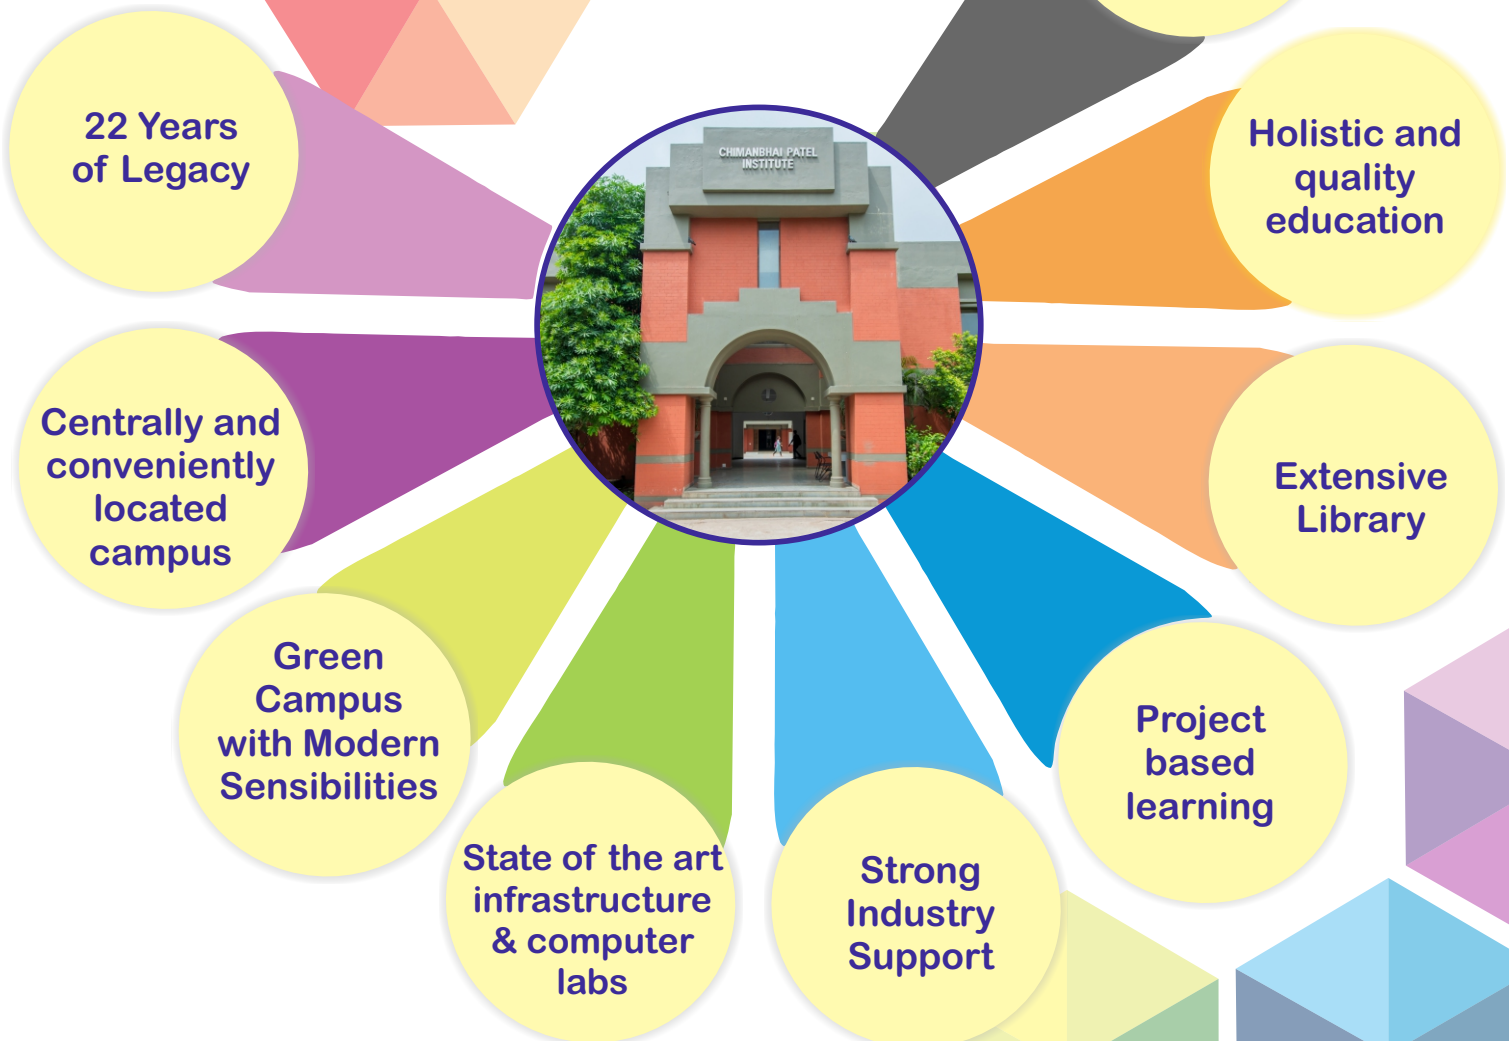 22 Years
of Legacy
CHIMANBHAI PATEL
INSTITUTE
Holistic and
quality
education
Centrally and
conveniently
located
campus
Extensive
Library
Green
Campus
with Modern
Sensibilities
Project
based
learning
State of the art
infrastructure
& computer
labs
Strong
Industry
Support